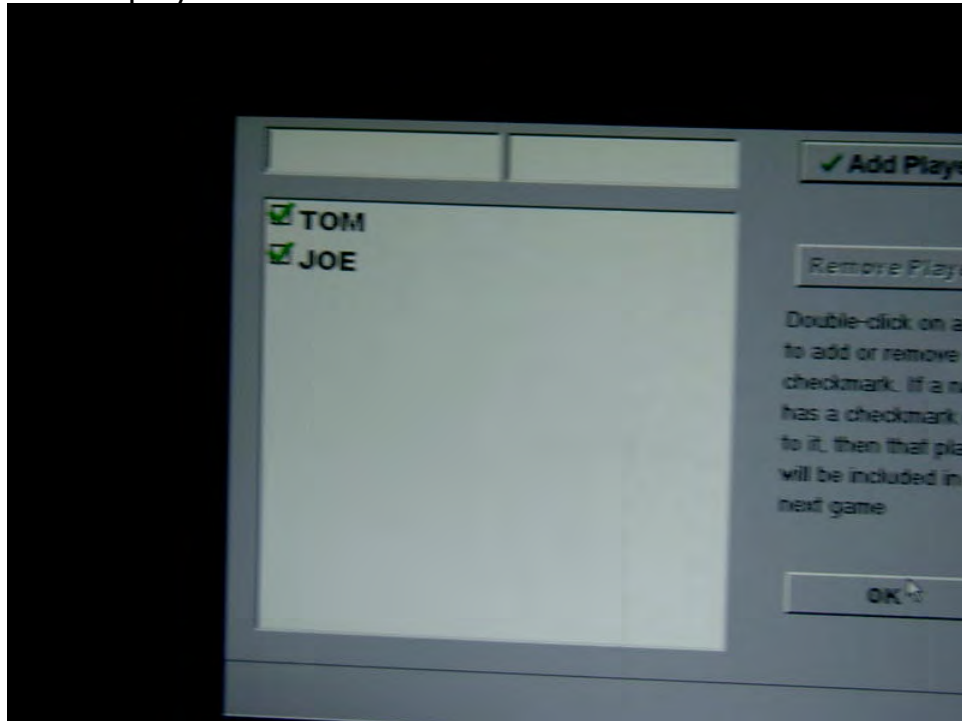 Add Playe
TOM
JOE
Remove Playe
Double-click on a
to add or remove
checkmark. If a n
has a checkmark
to it, then that pla
will be included in
next game
OK